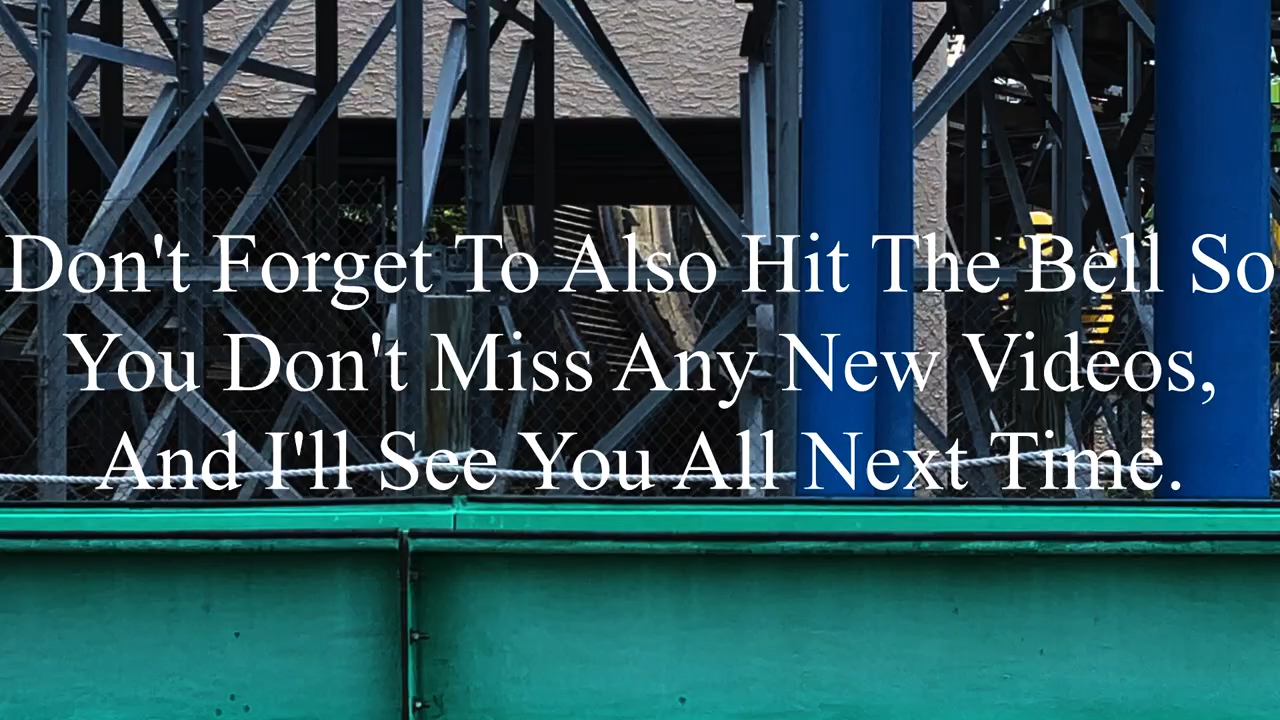 Don't Forget To Also Hit The Bell So
You Don't Miss Any New Videos,
And I'll See You All Next Time.